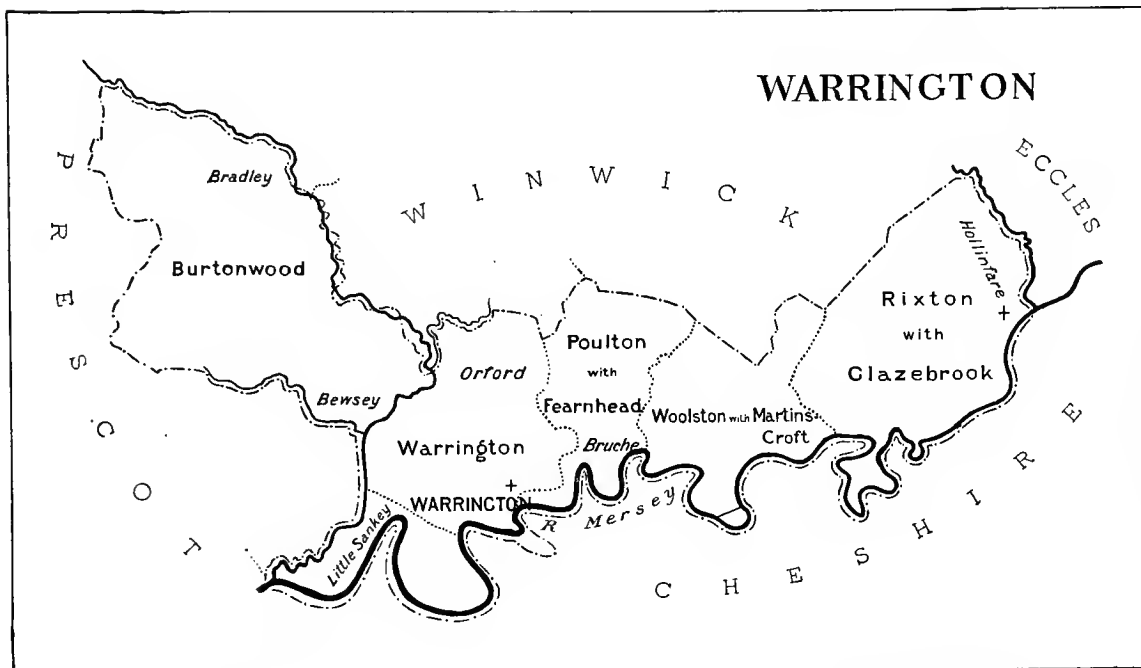 WARRINGTON
PRESCOT
WINWICK
ECCLES
CHESHIRE
Bradley
Burtonwood
Bewsey
Orford
Warrington
WARRINGTON
Little Sankey
Poulton
with
Fearnhead
Bruche
R Mersey
Woolston with Martins
Croft
Hollinfare
Rixton
with
Glazebrook